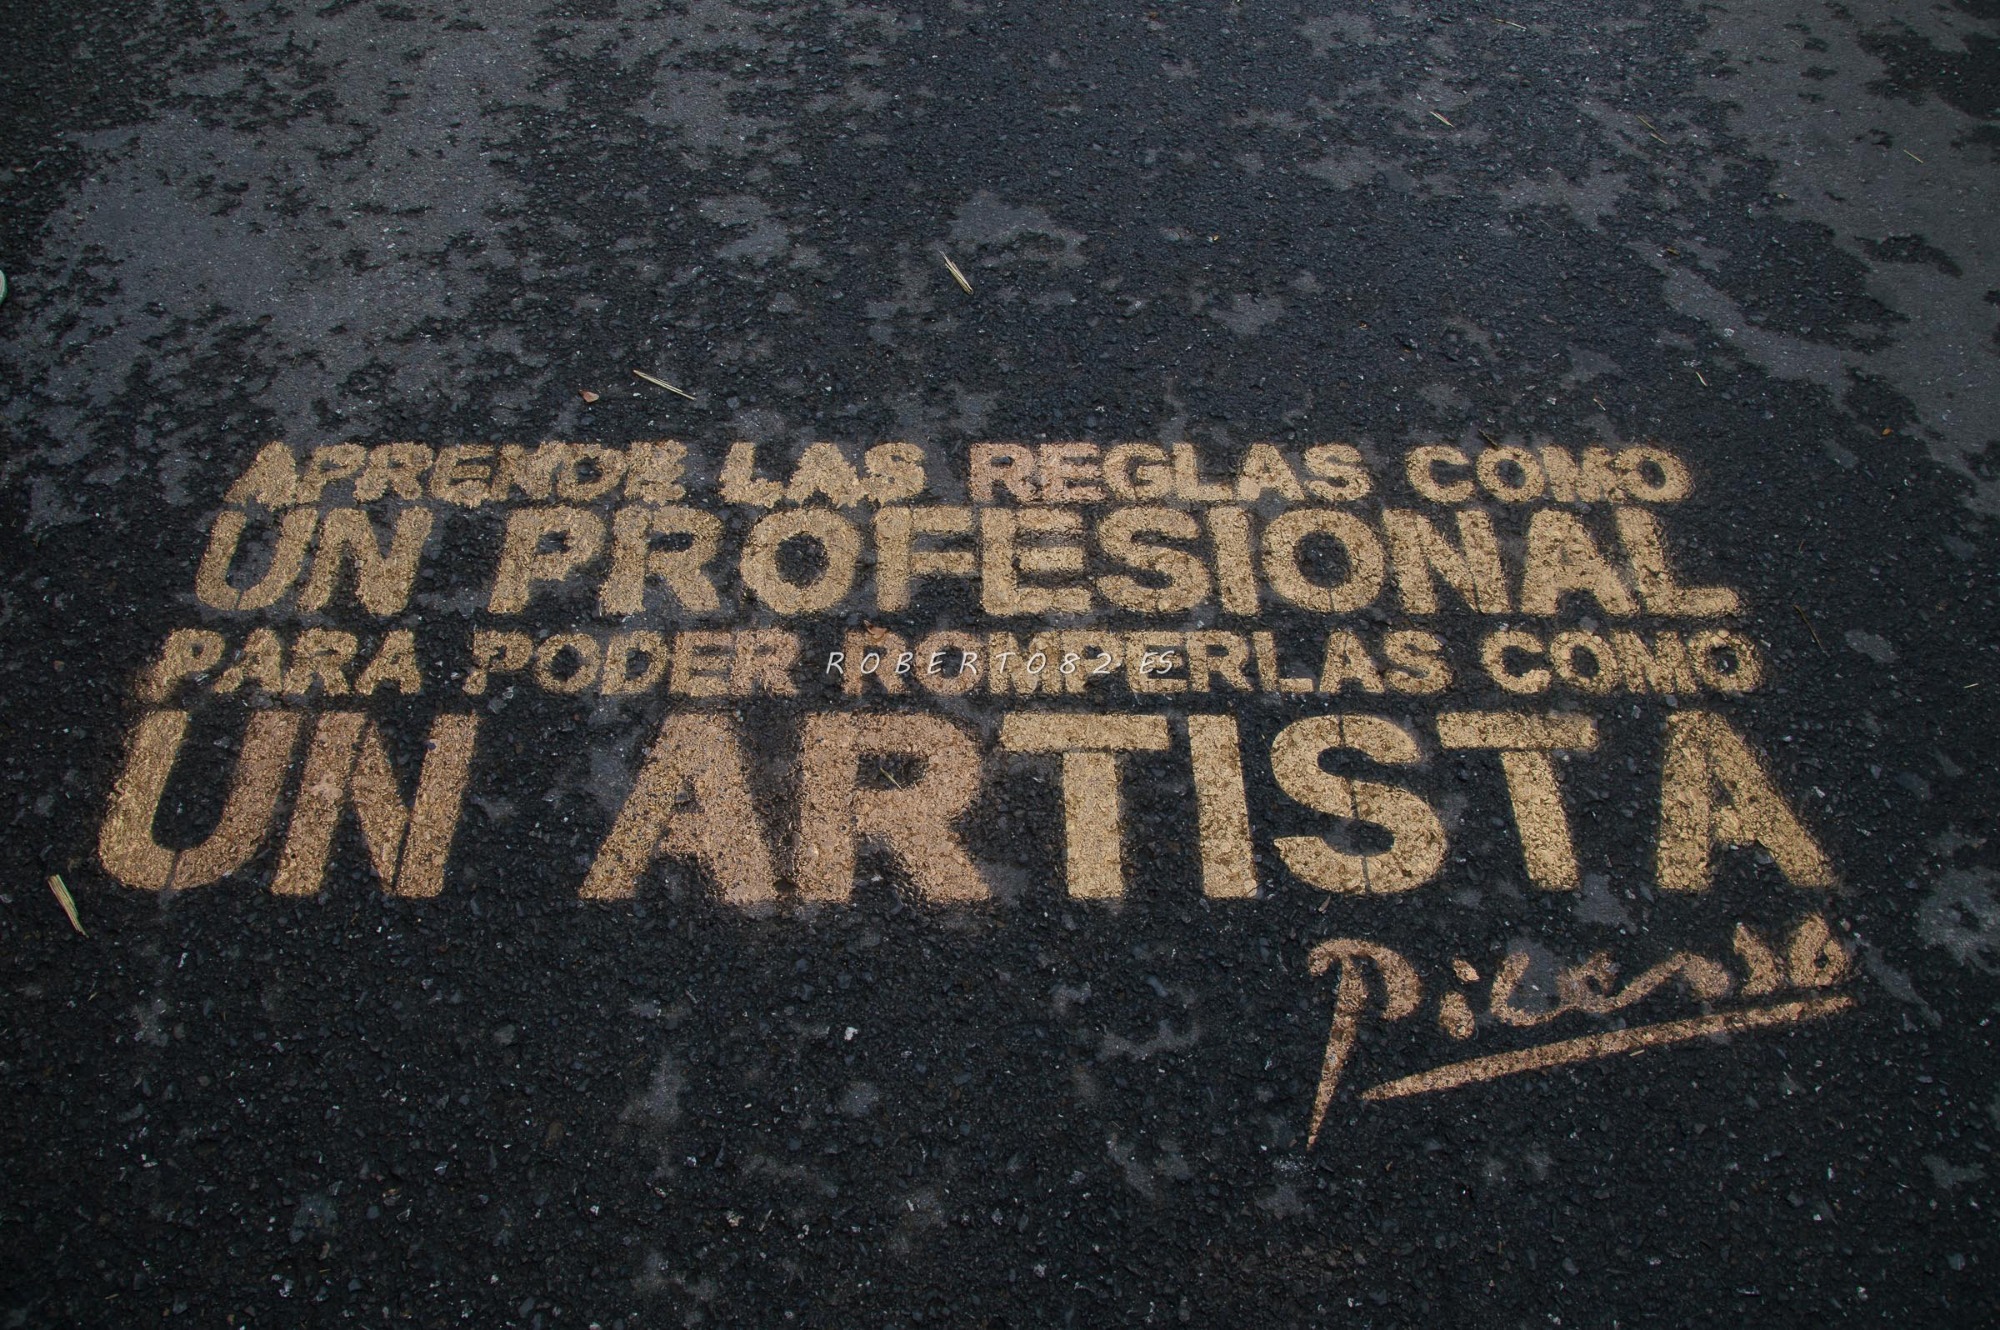 APRENDE LAS REGLAS COMO
UN PROFESIONAL
PARA PODER ROMPERLAS COMO
ROBERTO82 ES
UN ARTISTA
Picasso